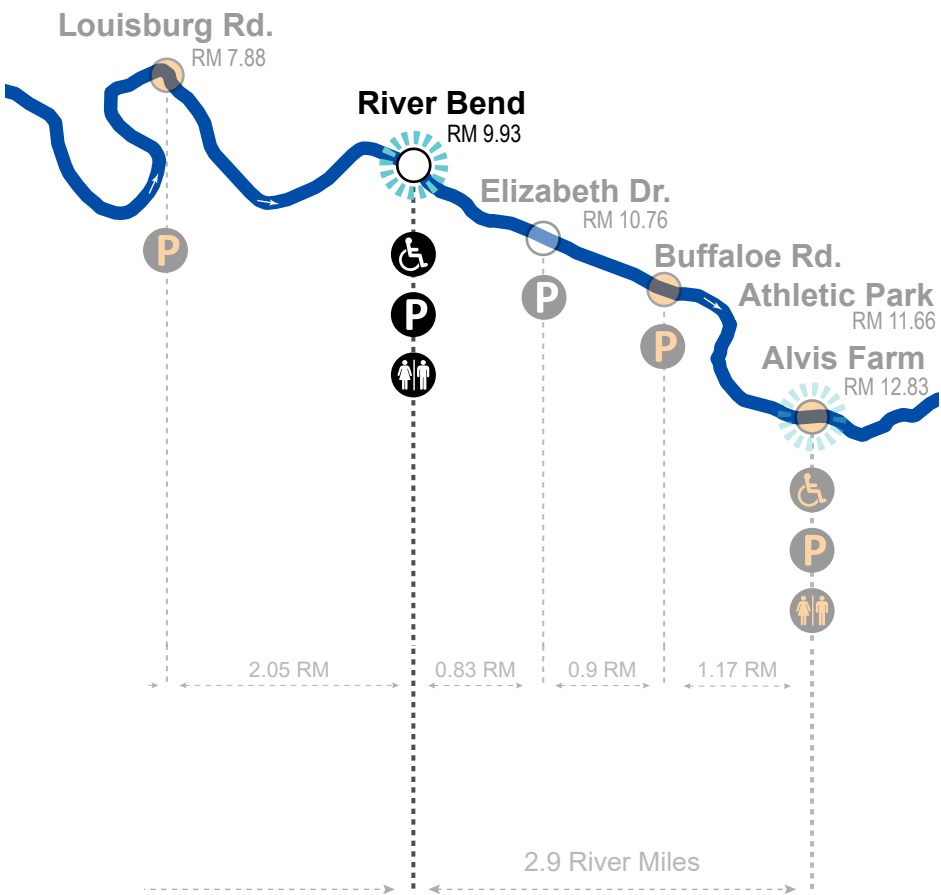 Louisburg Rd.
RM 7.88
River Bend
RM 9.93
Elizabeth Dr.
RM 10.76
Buffaloe Rd.
Athletic Park
RM 11.66
Alvis Farm
RM 12.83
P
P
P
P
P
2.05 RM
0.83 RM
0.9 RM
1.17 RM
2.9 River Miles